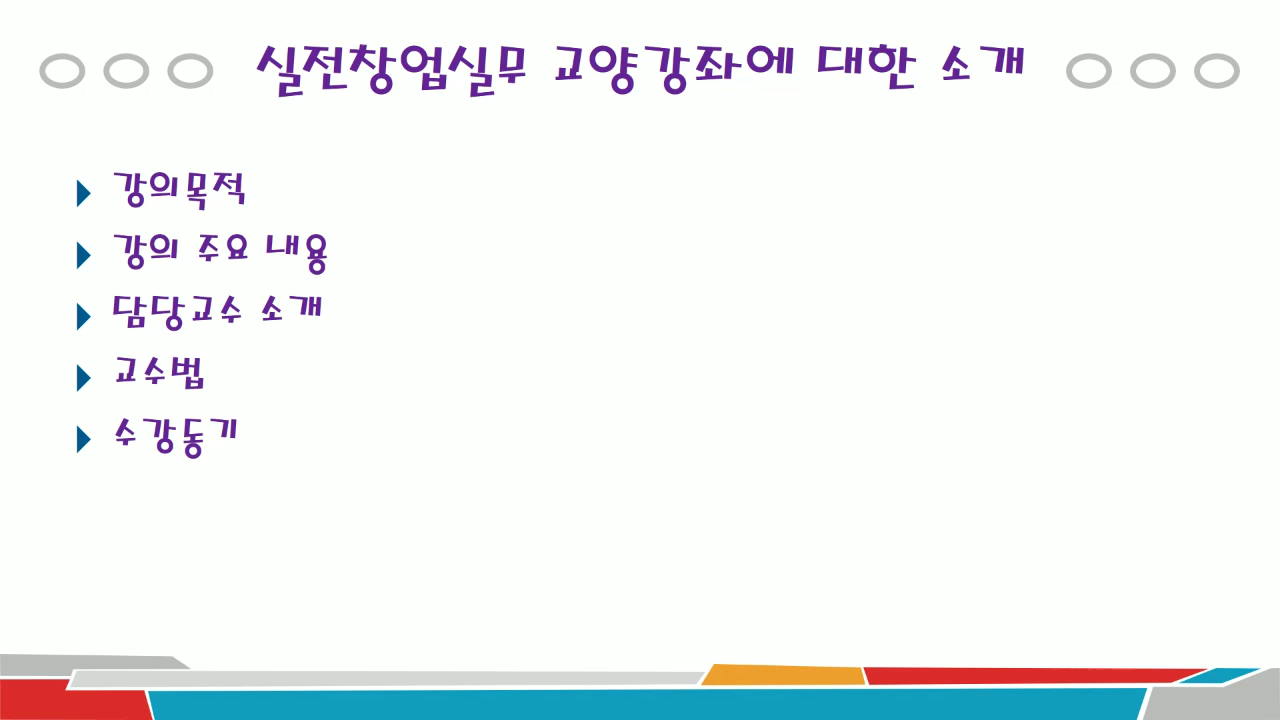 실전창업실무 교양강좌에 대한 소개
강의목적
강의 주요 내용
담당교수 소개
교수법
수강동기